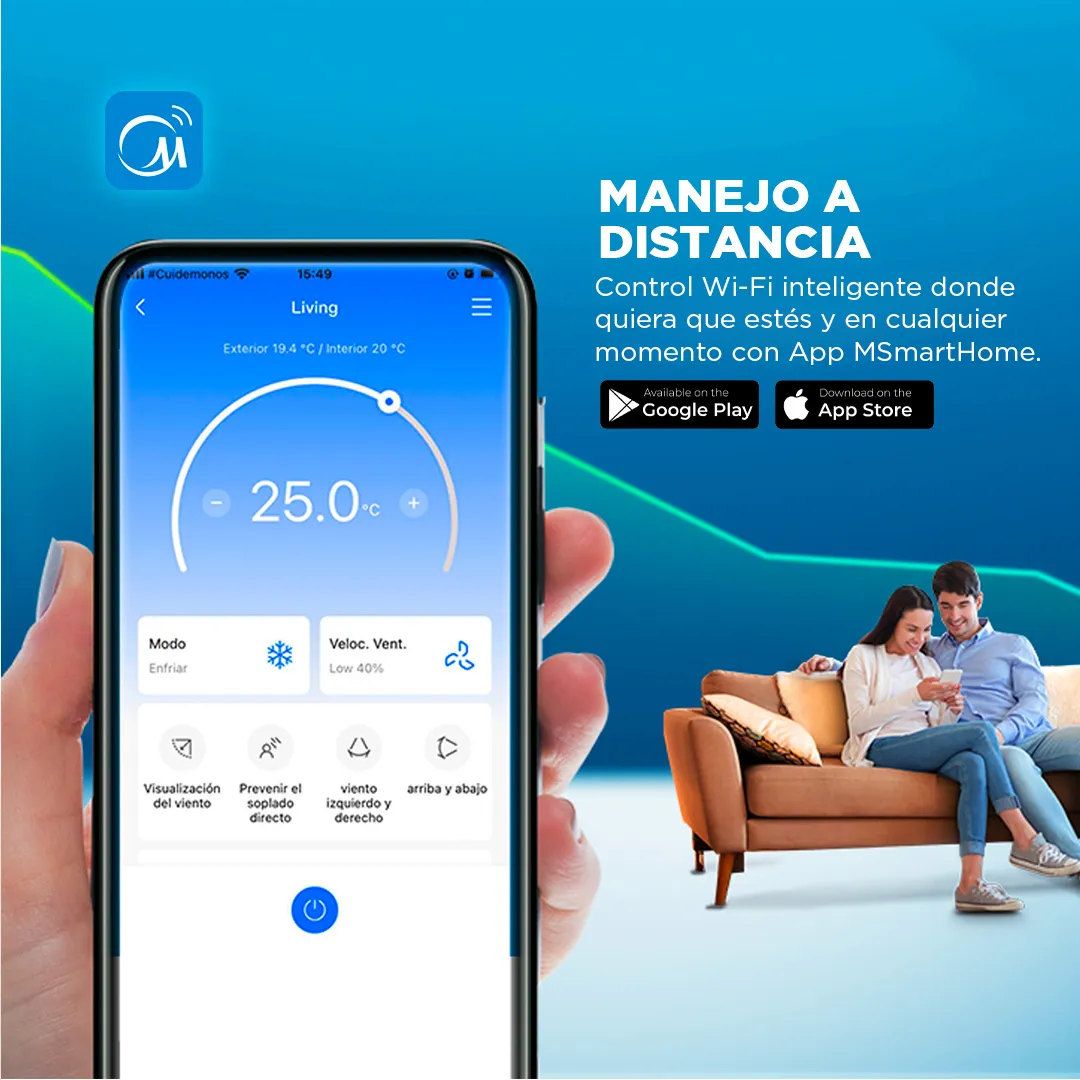 M
MANEJO A
DISTANCIA
Control Wi-Fi inteligente donde
quiera que estés y en cualquier
momento con App MSmartHome.
Available on the
Google Play
Download on the
App Store
#Cuidemonos 15:49
Living
Exterior 19.4 °C / Interior 20 °C
− 25.0 °C +
Modo
Enfriar
Veloc. Vent.
Low 40%
Visualización
del viento
Prevenir el
soplado
directo
viento
izquierdo y
derecho
arriba y abajo